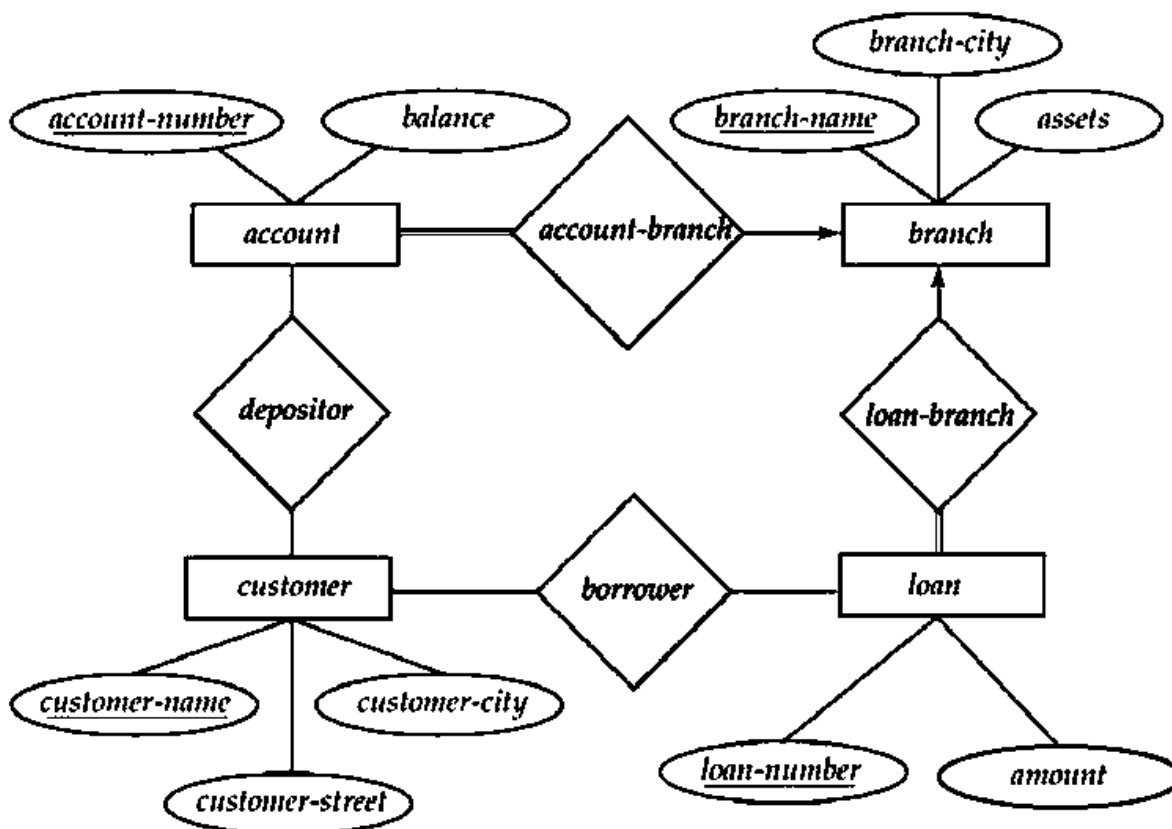 branch-city
account-number
balance
branch-name
assets
account
account-branch
branch
depositor
loan-branch
customer
borrower
loan
customer-name
customer-city
loan-number
amount
customer-street